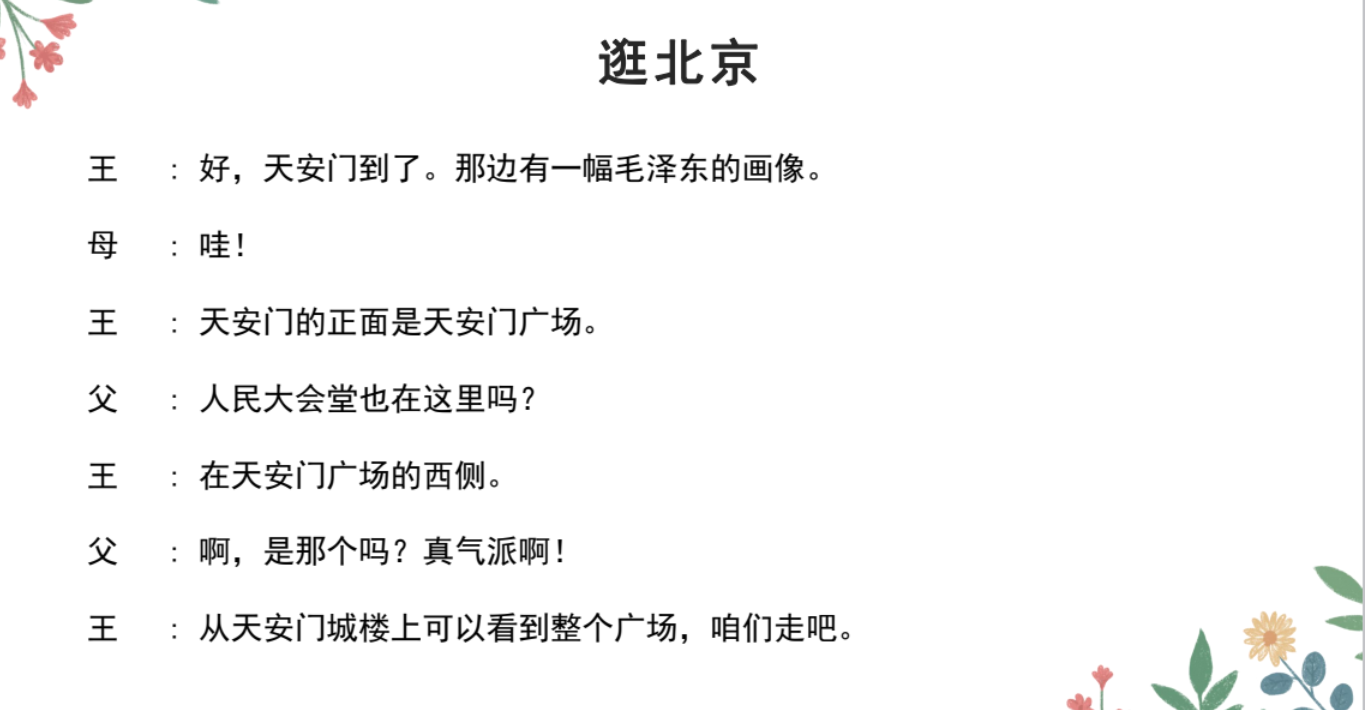 逛北京
王 : 好，天安门到了。那边有一幅毛泽东的画像。
母 : 哇！
王 : 天安门的正面是天安门广场。
父 : 人民大会堂也在这里吗？
王 : 在天安门广场的西侧。
父 : 啊，是那个吗？真气派啊！
王 : 从天安门城楼上可以看到整个广场，咱们走吧。